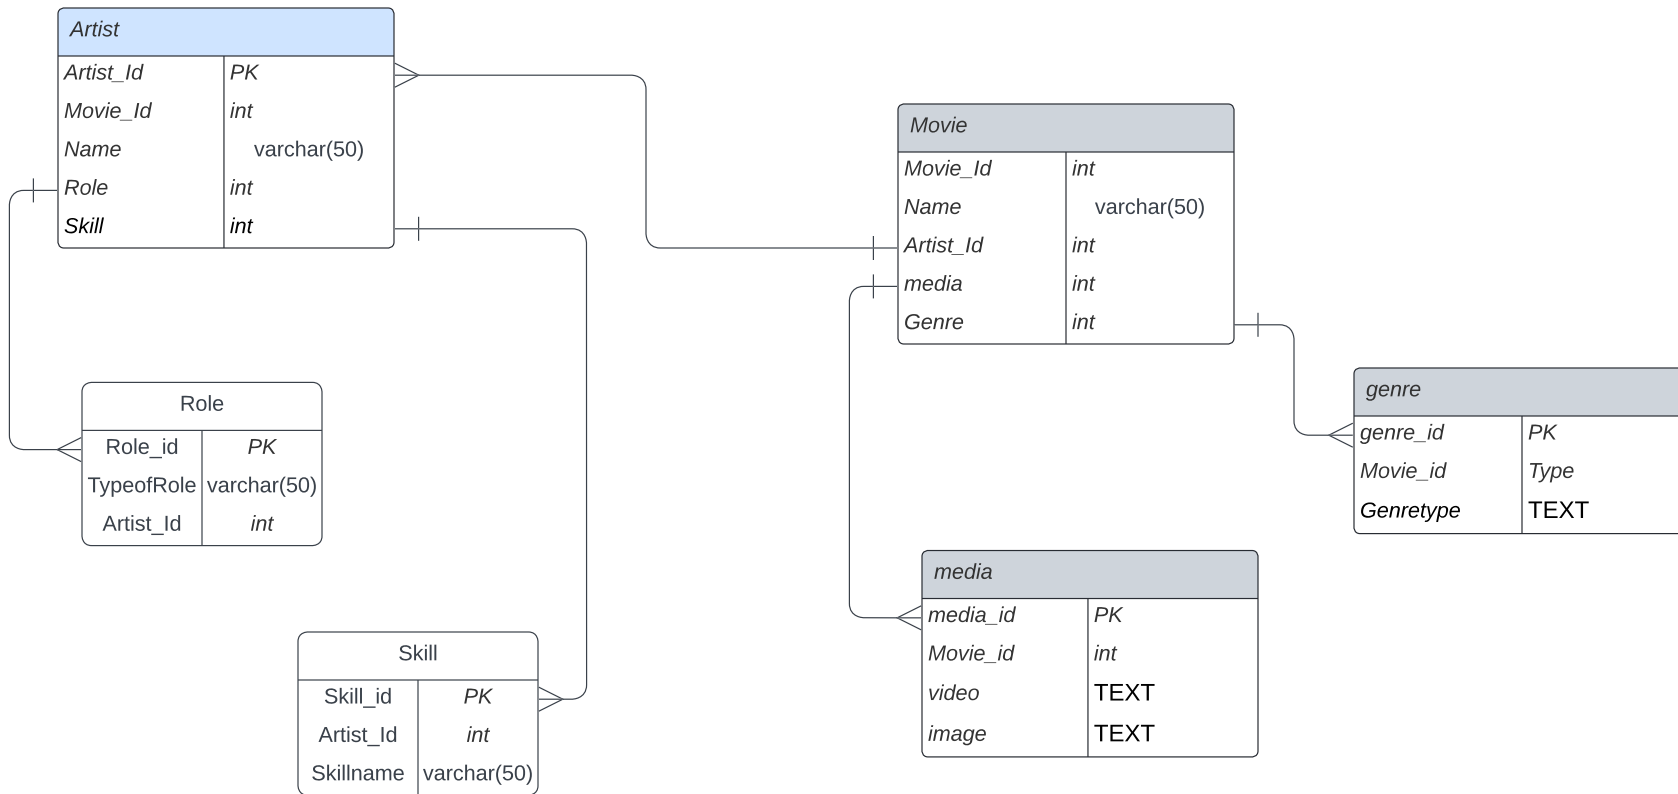 Artist
Artist_Id PK
Movie_Id int
Name varchar(50)
Role int
Skill int
Movie
Movie_Id int
Name varchar(50)
Artist_Id int
media int
Genre int
Role
Role_id PK
TypeofRole varchar(50)
Artist_Id int
genre
genre_id PK
Movie_id Type
Genretype TEXT
media
media_id PK
Movie_id int
video TEXT
image TEXT
Skill
Skill_id PK
Artist_Id int
Skillname varchar(50)